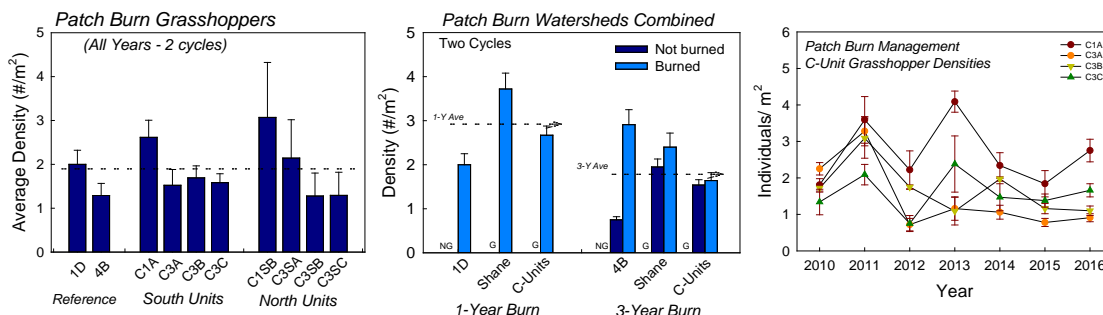 Patch Burn Grasshoppers
(All Years - 2 cycles)
Average Density (#/m²)
5
4
3
2
1
0
1D
4B
C1A
C3A
C3B
C3C
C1SB
C3SA
C3SB
C3SC
Reference
South Units
North Units
Patch Burn Watersheds Combined
Two Cycles
Not burned
Burned
Density (#/m²)
5
4
3
2
1
0
1-Y Ave
3-Y Ave
NG
G
G
NG
G
G
1D
Shane
C-Units
4B
Shane
C-Units
1-Year Burn
3-Year Burn
Patch Burn Management
C-Unit Grasshopper Densities
C1A
C3A
C3B
C3C
Individuals/ m²
6
5
4
3
2
1
0
2010 2011 2012 2013 2014 2015 2016
Year